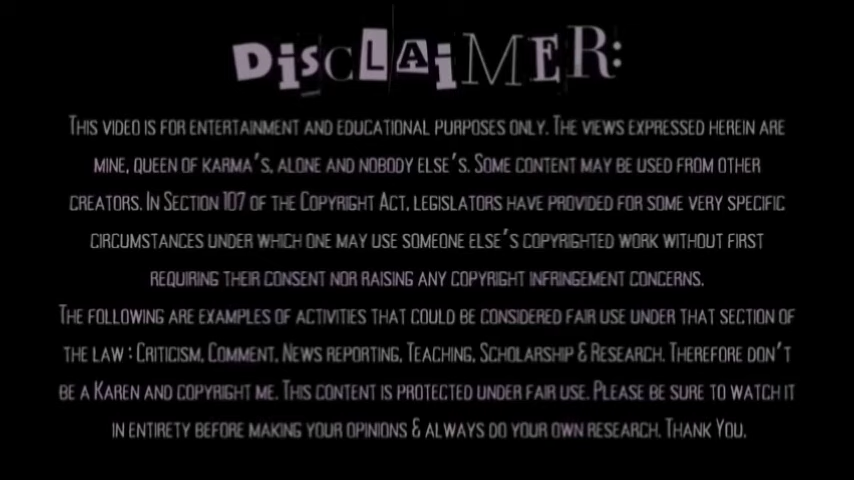 DiSCLAiMER:
THIS VIDEO IS FOR ENTERTAINMENT AND EDUCATIONAL PURPOSES ONLY. THE VIEWS EXPRESSED HEREIN ARE
MINE, QUEEN OF KARMA'S, ALONE AND NOBODY ELSE'S. SOME CONTENT MAY BE USED FROM OTHER
CREATORS. IN SECTION 107 OF THE COPYRIGHT ACT, LEGISLATORS HAVE PROVIDED FOR SOME VERY SPECIFIC
CIRCUMSTANCES UNDER WHICH ONE MAY USE SOMEONE ELSE'S COPYRIGHTED WORK WITHOUT FIRST
REQUIRING THEIR CONSENT NOR RAISING ANY COPYRIGHT INFRINGEMENT CONCERNS.
THE FOLLOWING ARE EXAMPLES OF ACTIVITIES THAT COULD BE CONSIDERED FAIR USE UNDER THAT SECTION OF
THE LAW : CRITICISM, COMMENT, NEWS REPORTING, TEACHING, SCHOLARSHIP & RESEARCH. THEREFORE DON'T
BE A KAREN AND COPYRIGHT ME. THIS CONTENT IS PROTECTED UNDER FAIR USE. PLEASE BE SURE TO WATCH IT
IN ENTIRETY BEFORE MAKING YOUR OPINIONS & ALWAYS DO YOUR OWN RESEARCH. THANK YOU.